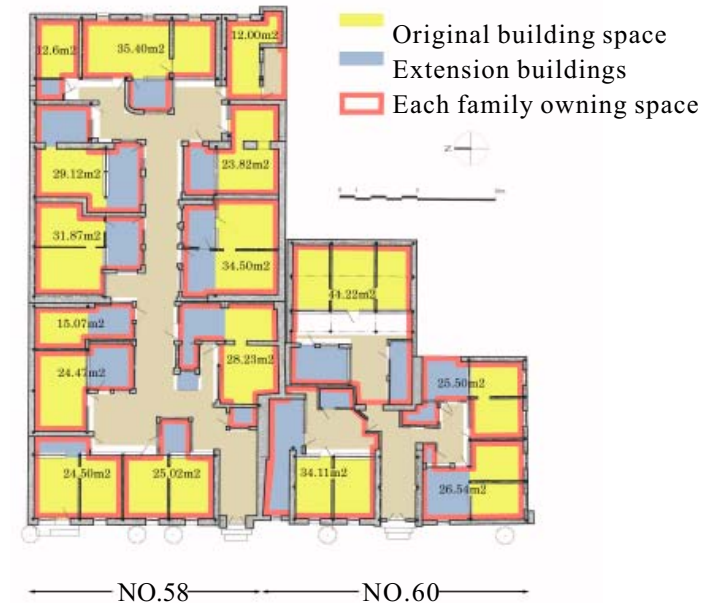 Original building space
Extension buildings
Each family owning space
12.6m2
35.40m2
12.00m2
29.12m2
23.82m2
31.87m2
34.50m2
44.22m2
15.07m2
28.23m2
24.47m2
25.50m2
24.50m2
25.02m2
34.11m2
26.54m2
NO.58
NO.60